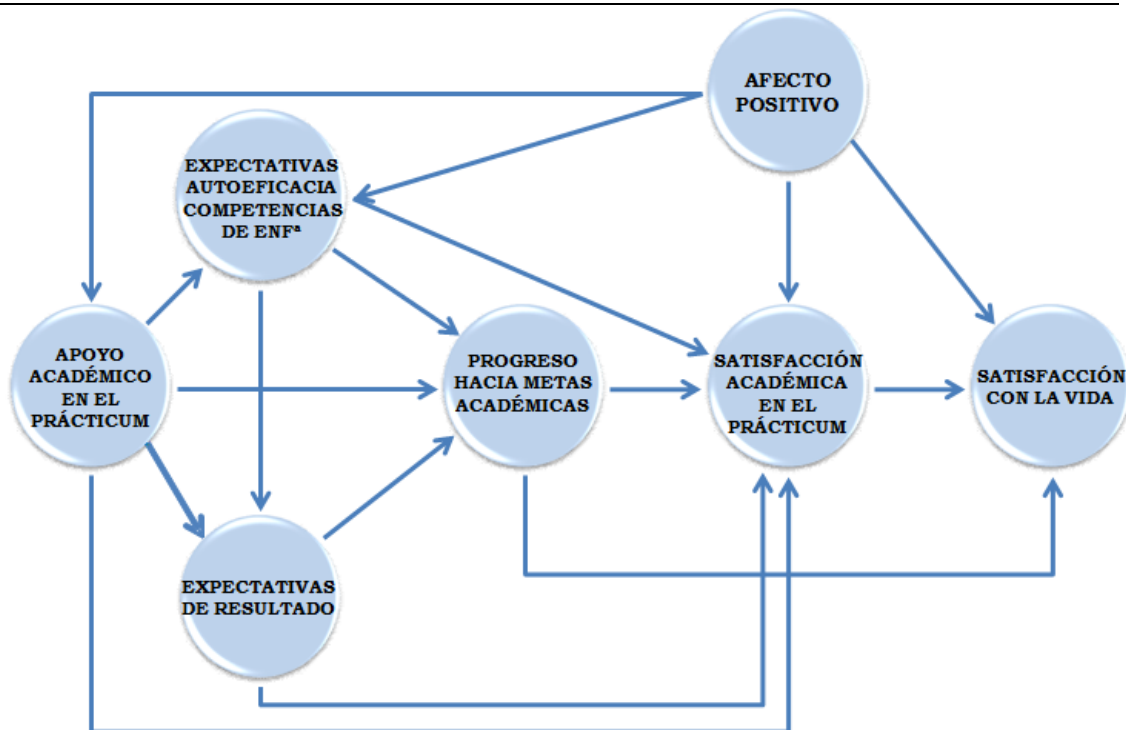 AFECTO
POSITIVO
EXPECTATIVAS
AUTOEFICACIA
COMPETENCIAS
DE ENFª
APOYO
ACADÉMICO
EN EL
PRÁCTICUM
PROGRESO
HACIA METAS
ACADÉMICAS
SATISFACCIÓN
ACADÉMICA
EN EL
PRÁCTICUM
SATISFACCIÓN
CON LA VIDA
EXPECTATIVAS
DE RESULTADO